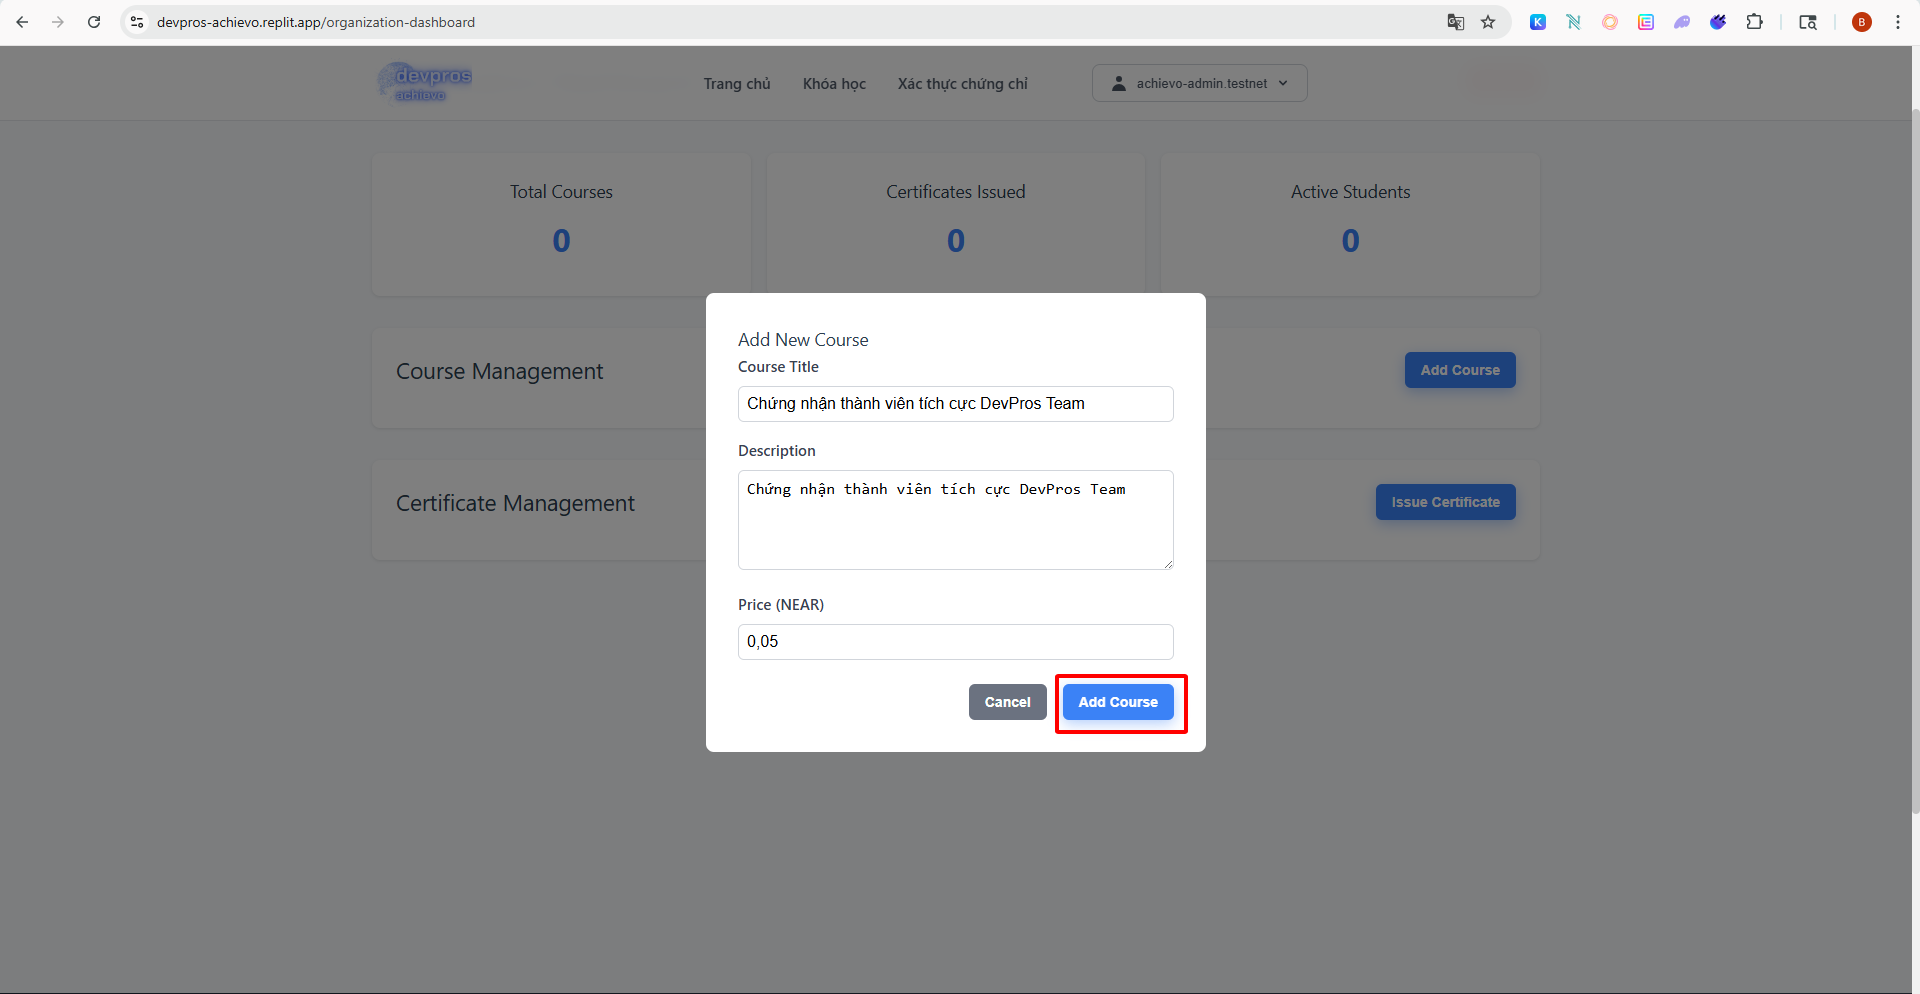 devpros-achievo.replit.app/organization-dashboard
B
devpros
achievo
Trang chủ
Khóa học
Xác thực chứng chỉ
achievo-admin.testnet
Total Courses
0
Certificates Issued
0
Active Students
0
Course Management
Add Course
Certificate Management
Issue Certificate
Add New Course
Course Title
Chứng nhận thành viên tích cực DevPros Team
Description
Chứng nhận thành viên tích cực DevPros Team
Price (NEAR)
0,05
Cancel
Add Course